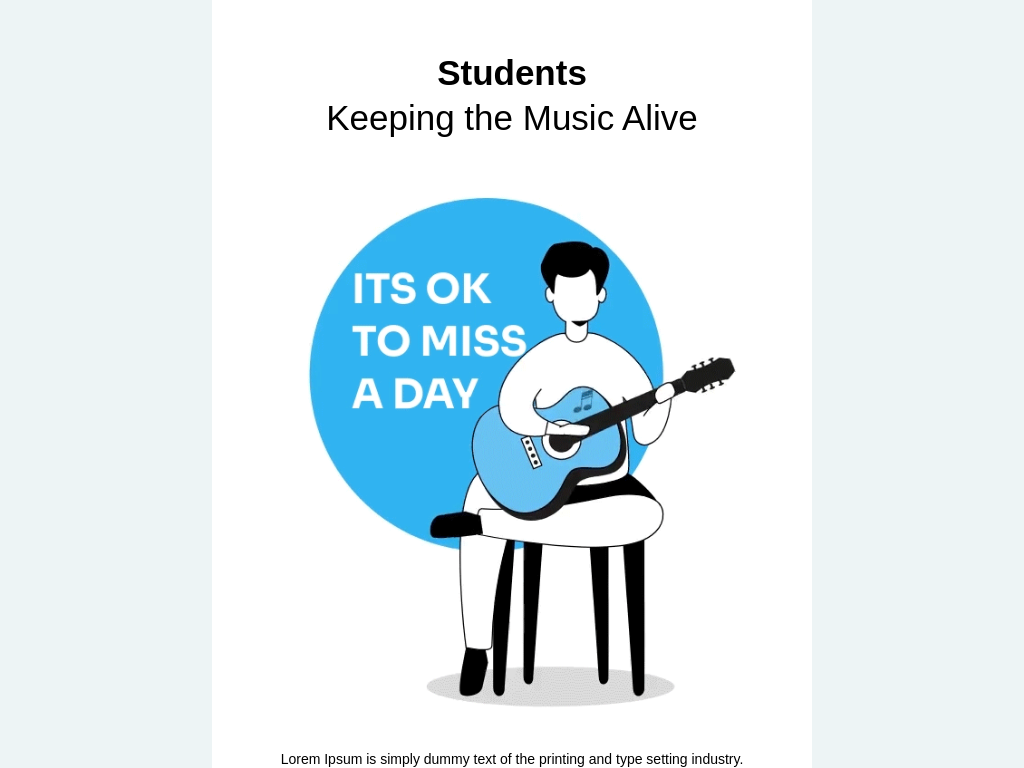 Students
Keeping the Music Alive
ITS OK
TO MISS
A DAY
Lorem Ipsum is simply dummy text of the printing and type setting industry.